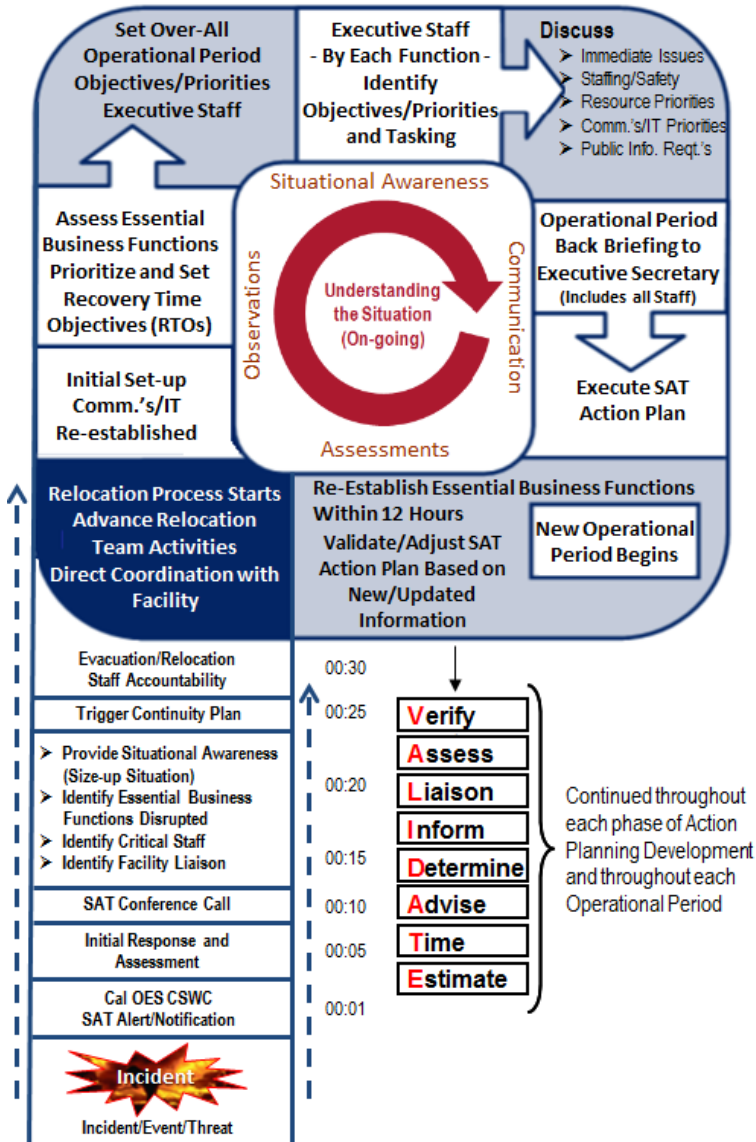 Set Over-All
Operational Period
Objectives/Priorities
Executive Staff
Executive Staff
- By Each Function -
Identify
Objectives/Priorities
and Tasking
Discuss
➢ Immediate Issues
➢ Staffing/Safety
➢ Resource Priorities
➢ Comm.'s/IT Priorities
➢ Public Info. Reqt.'s
Assess Essential
Business Functions
Prioritize and Set
Recovery Time
Objectives (RTOs)
Situational Awareness
Observations
Understanding
the Situation
(On-going)
Communication
Assessments
Operational Period
Back Briefing to
Executive Secretary
(Includes all Staff)
Initial Set-up
Comm.'s/IT
Re-established
Execute SAT
Action Plan
Relocation Process Starts
Advance Relocation
Team Activities
Direct Coordination with
Facility
Re-Establish Essential Business Functions
Within 12 Hours
Validate/Adjust SAT
Action Plan Based on
New/Updated
Information
New Operational
Period Begins
Evacuation/Relocation
Staff Accountability
Trigger Continuity Plan
➢ Provide Situational Awareness
(Size-up Situation)
➢ Identify Essential Business
Functions Disrupted
➢ Identify Critical Staff
➢ Identify Facility Liaison
SAT Conference Call
Initial Response and
Assessment
Cal OES CSWC
SAT Alert/Notification
Incident
Incident/Event/Threat
00:30
00:25
00:20
00:15
00:10
00:05
00:01
Verify
Assess
Liaison
Inform
Determine
Advise
Time
Estimate
Continued throughout
each phase of Action
Planning Development
and throughout each
Operational Period